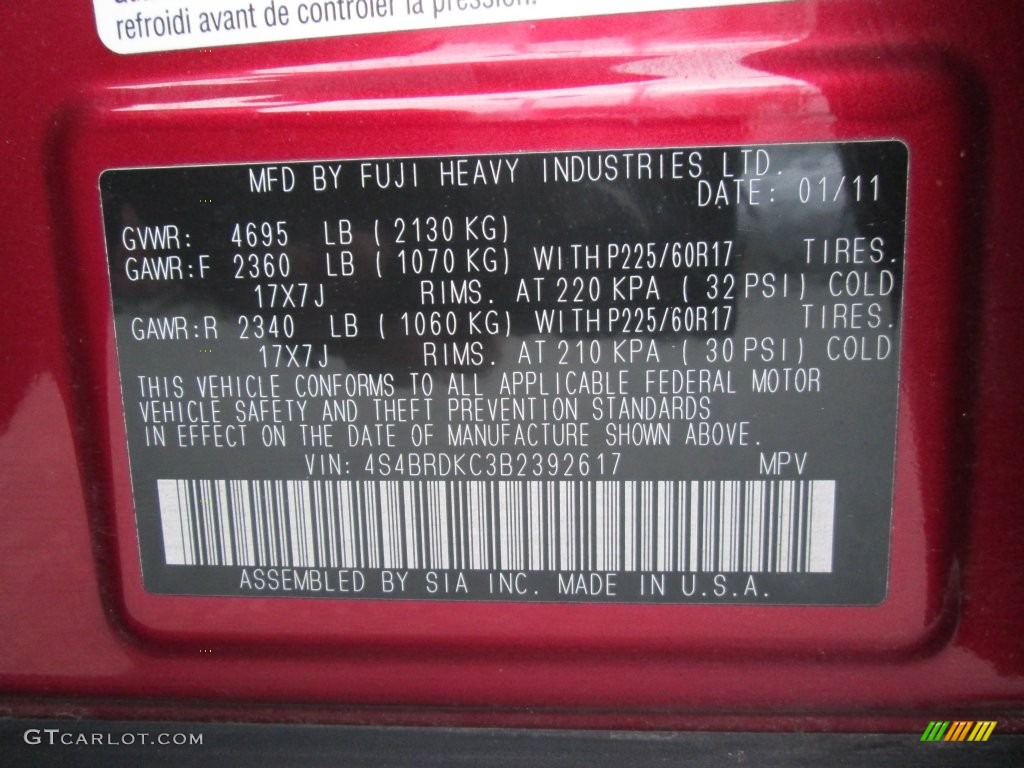 refroidi avant de contrôler la pression.
MFD BY FUJI HEAVY INDUSTRIES LTD.
DATE: 01/11
GVWR: 4695 LB ( 2130 KG)
GAWR:F 2360 LB ( 1070 KG) WITH P225/60R17 TIRES.
17X7J RIMS. AT 220 KPA ( 32 PSI) COLD
GAWR:R 2340 LB ( 1060 KG) WITH P225/60R17 TIRES.
17X7J RIMS. AT 210 KPA ( 30 PSI) COLD
THIS VEHICLE CONFORMS TO ALL APPLICABLE FEDERAL MOTOR
VEHICLE SAFETY AND THEFT PREVENTION STANDARDS
IN EFFECT ON THE DATE OF MANUFACTURE SHOWN ABOVE.
VIN: 4S4BRDKC3B2392617 MPV
ASSEMBLED BY SIA INC. MADE IN U.S.A.
GTCARLOT.COM